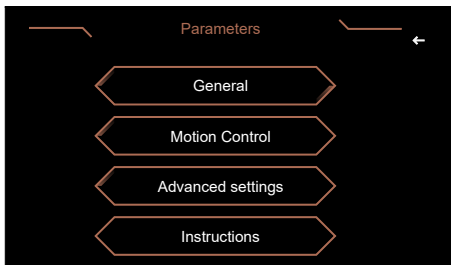 Parameters
General
Motion Control
Advanced settings
Instructions